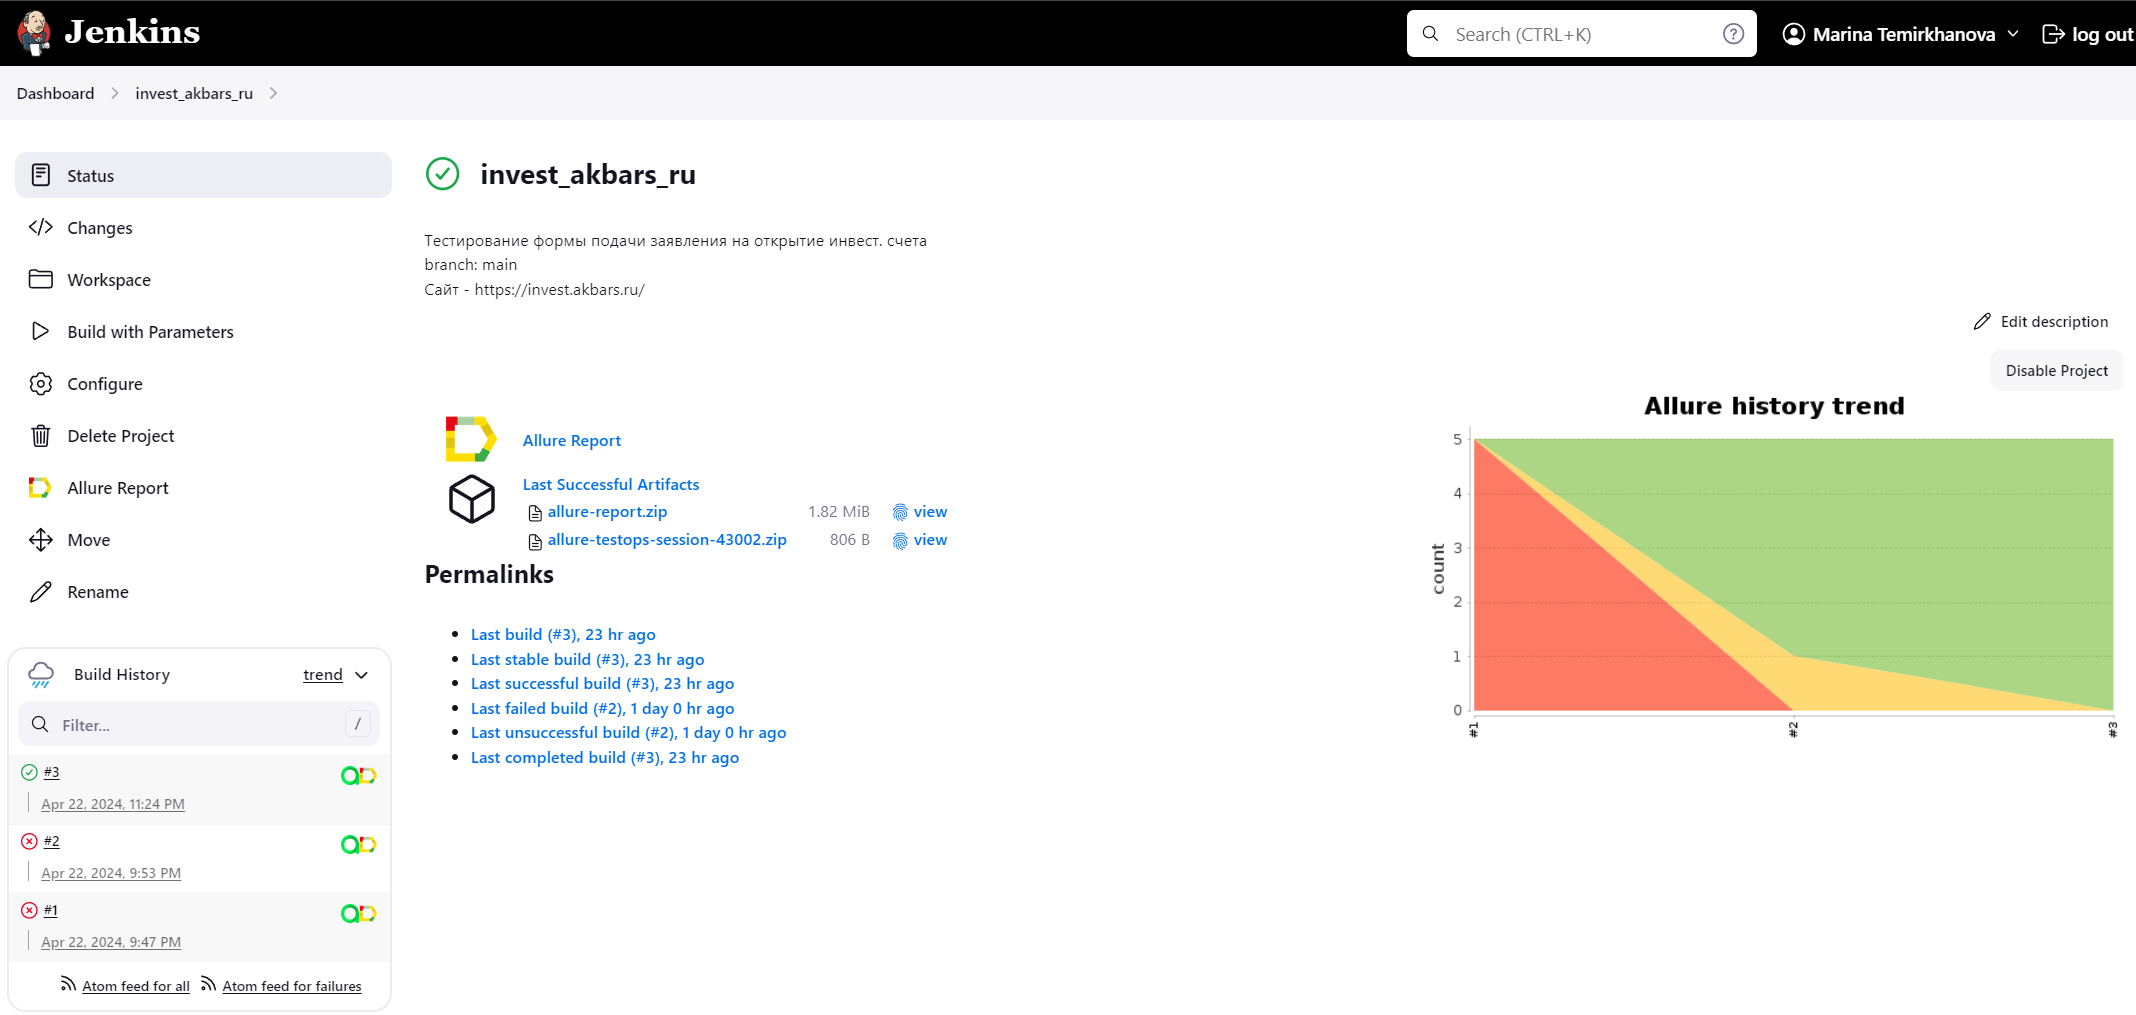 Jenkins
Search (CTRL+K)
?
Marina Temirkhanova
log out
Dashboard
invest_akbars_ru
Status
Changes
Workspace
Build with Parameters
Configure
Delete Project
Allure Report
Move
Rename
Build History
trend
Filter...
/
#3
Apr 22, 2024, 11:24 PM
#2
Apr 22, 2024, 9:53 PM
#1
Apr 22, 2024, 9:47 PM
Atom feed for all
Atom feed for failures
invest_akbars_ru
Тестирование формы подачи заявления на открытие инвест. счета
branch: main
Сайт - https://invest.akbars.ru/
Edit description
Disable Project
Allure Report
Last Successful Artifacts
allure-report.zip 1.82 MiB view
allure-testops-session-43002.zip 806 B view
Permalinks
Last build (#3), 23 hr ago
Last stable build (#3), 23 hr ago
Last successful build (#3), 23 hr ago
Last failed build (#2), 1 day 0 hr ago
Last unsuccessful build (#2), 1 day 0 hr ago
Last completed build (#3), 23 hr ago
Allure history trend
count
5
4
3
2
1
0
#1
#2
#3